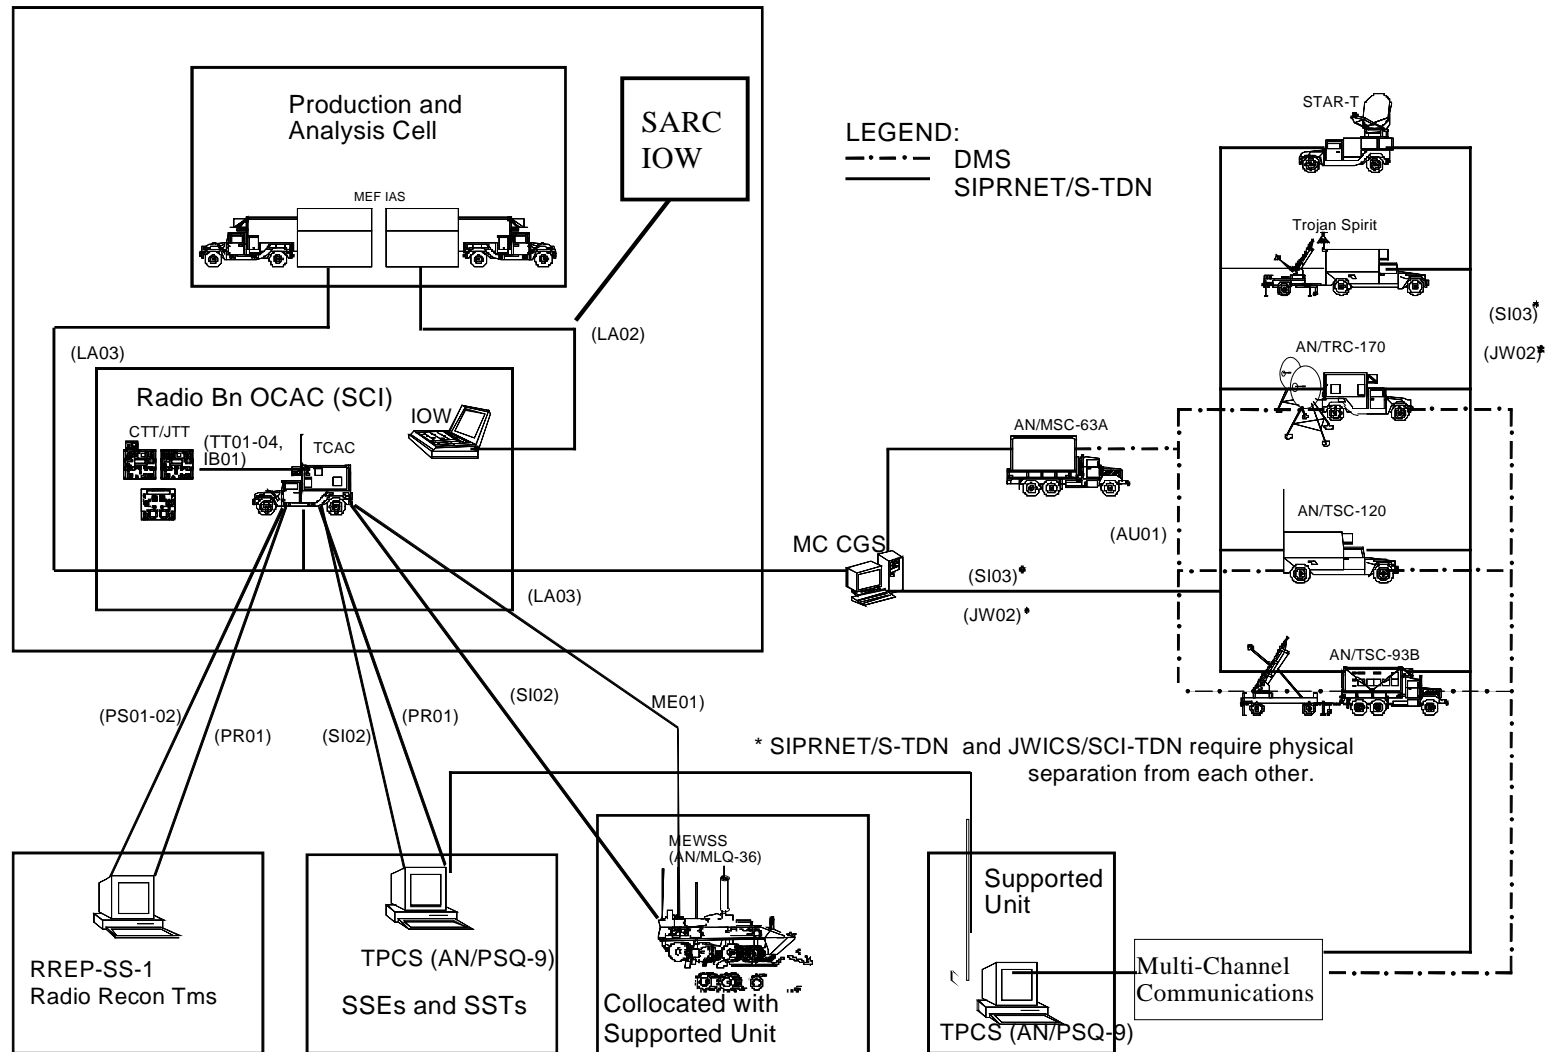 Production and
Analysis Cell
MEF IAS
SARC
IOW
(LA02)
(LA03)
Radio Bn OCAC (SCI)
IOW
CTT/JTT
(TT01-04,
IB01)
TCAC
(LA03)
LEGEND:
DMS
SIPRNET/S-TDN
STAR-T
Trojan Spirit
(SI03)*
(JW02)*
AN/TRC-170
AN/MSC-63A
AN/TSC-120
(AU01)
MC CGS
(SI03)*
(JW02)*
AN/TSC-93B
(PS01-02)
(PR01)
(SI02)
(PR01)
(SI02)
ME01)
* SIPRNET/S-TDN and JWICS/SCI-TDN require physical
separation from each other.
RREP-SS-1
Radio Recon Tms
TPCS (AN/PSQ-9)
SSEs and SSTs
MEWSS
(AN/MLQ-36)
Collocated with
Supported Unit
Supported
Unit
TPCS (AN/PSQ-9)
Multi-Channel
Communications